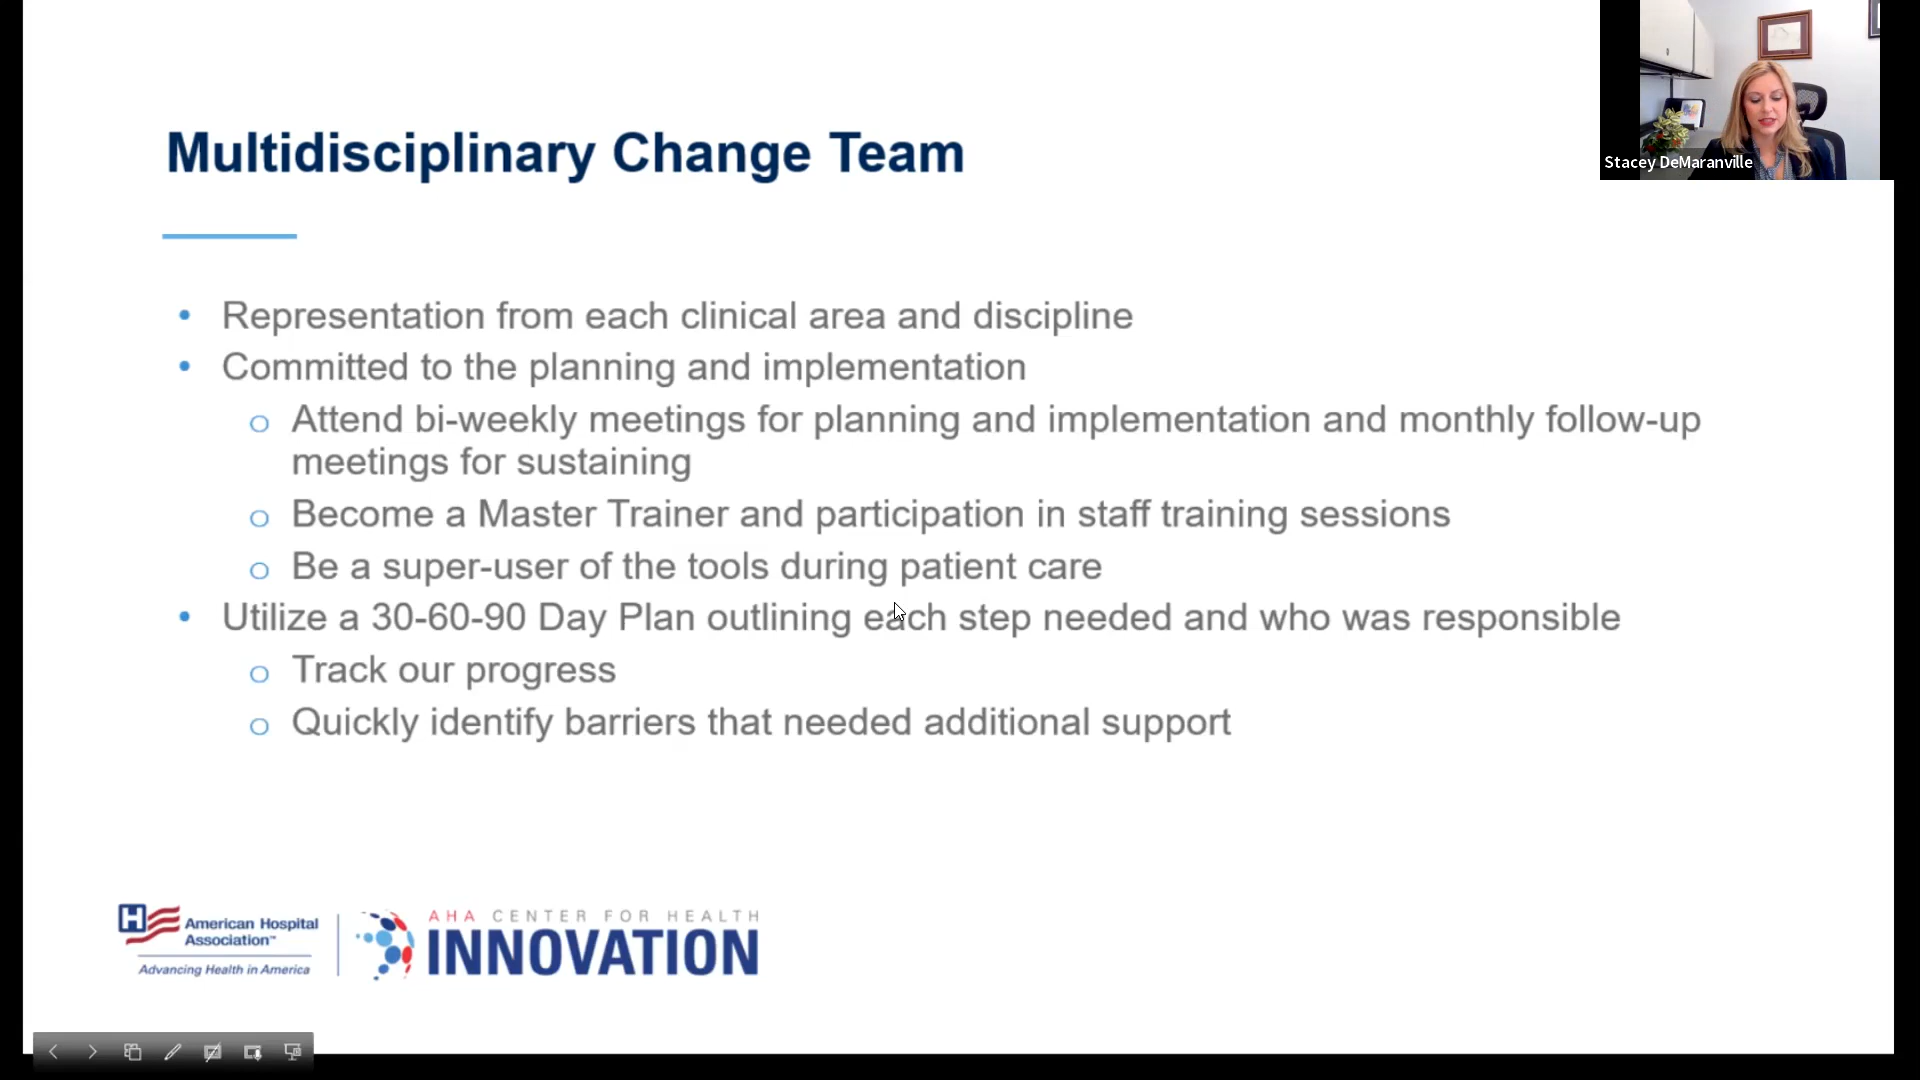 Multidisciplinary Change Team
Stacey DeMaranville
• Representation from each clinical area and discipline
• Committed to the planning and implementation
o Attend bi-weekly meetings for planning and implementation and monthly follow-up
meetings for sustaining
o Become a Master Trainer and participation in staff training sessions
o Be a super-user of the tools during patient care
• Utilize a 30-60-90 Day Plan outlining each step needed and who was responsible
o Track our progress
o Quickly identify barriers that needed additional support
H
American Hospital
Association™
Advancing Health in America
AHA CENTER FOR HEALTH
INNOVATION